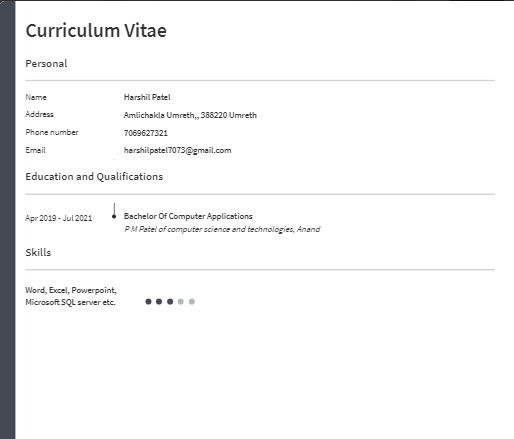 Curriculum Vitae
Personal
Name Harshil Patel
Address Amlichakla Umreth,, 388220 Umreth
Phone number 7069627321
Email harshilpatel7073@gmail.com
Education and Qualifications
Apr 2019 - Jul 2021 Bachelor Of Computer Applications
P M Patel of computer science and technologies, Anand
Skills
Word, Excel, Powerpoint,
Microsoft SQL server etc.